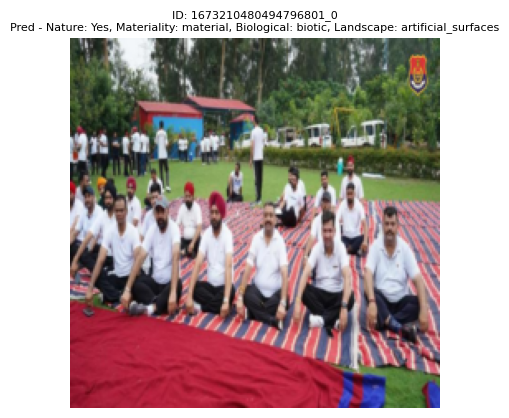 ID: 1673210480494796801_0
Pred - Nature: Yes, Materiality: material, Biological: biotic, Landscape: artificial_surfaces